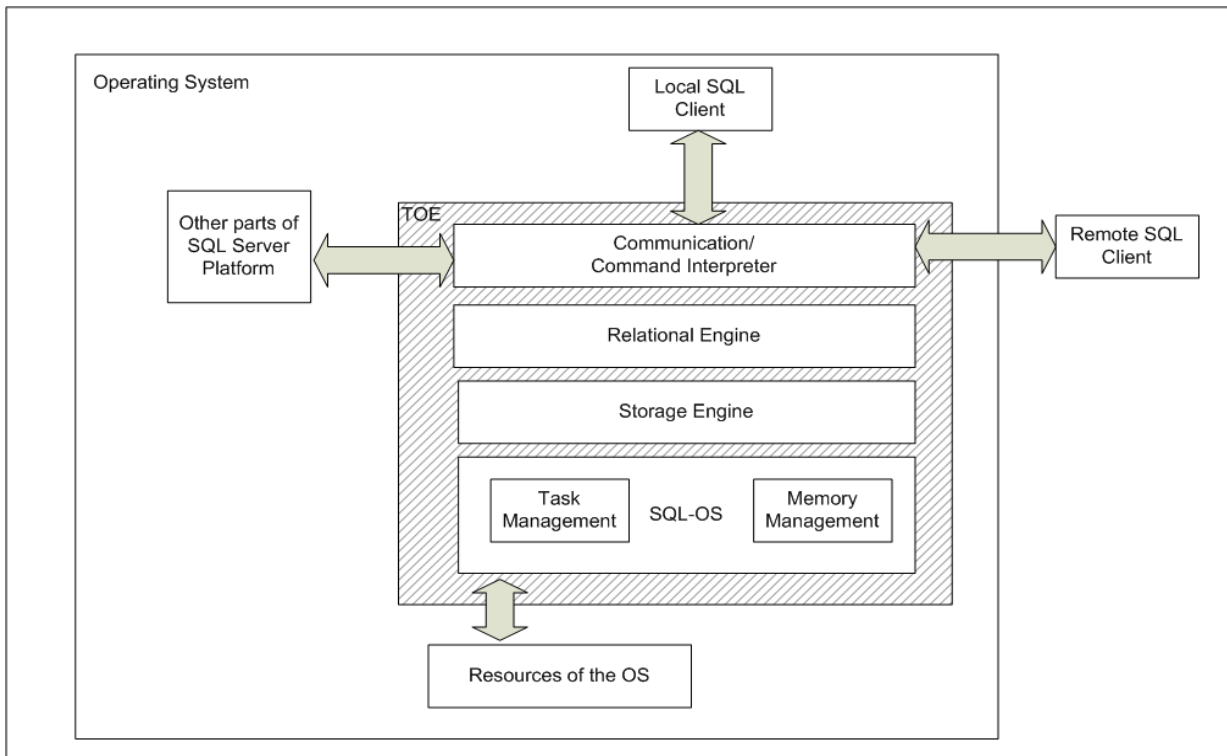 Operating System
Local SQL
Client
Other parts of
SQL Server
Platform
TOE
Communication/
Command Interpreter
Remote SQL
Client
Relational Engine
Storage Engine
Task
Management
SQL-OS
Memory
Management
Resources of the OS